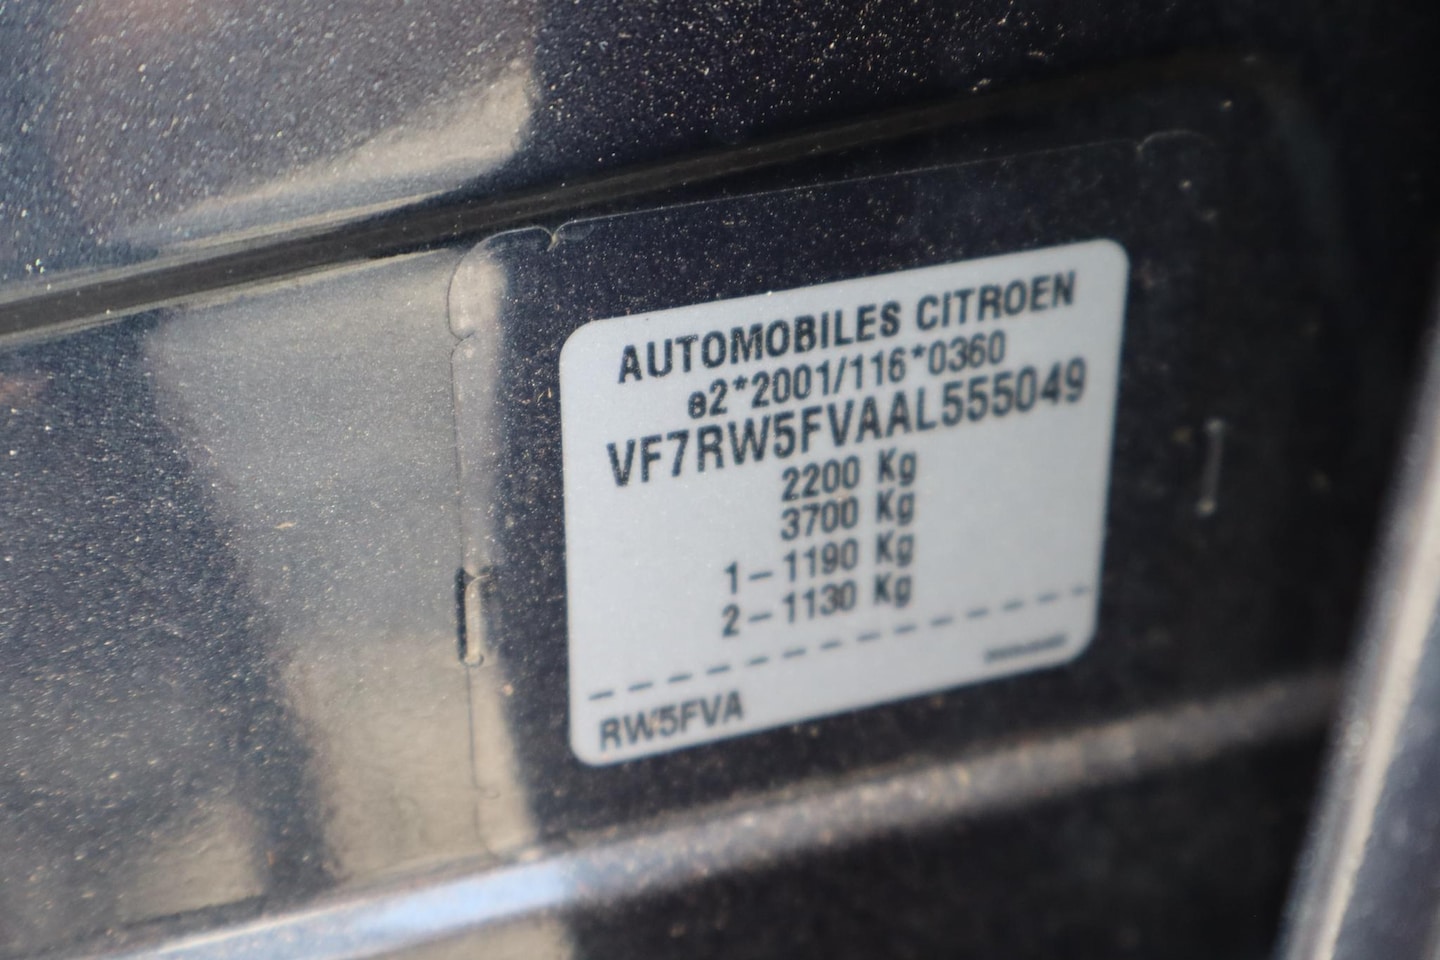 AUTOMOBILES CITROEN
e2*2001/116*0360
VF7RW5FVAAL555049
2200 Kg
3700 Kg
1-1190 Kg
2-1130 Kg
RW5FVA